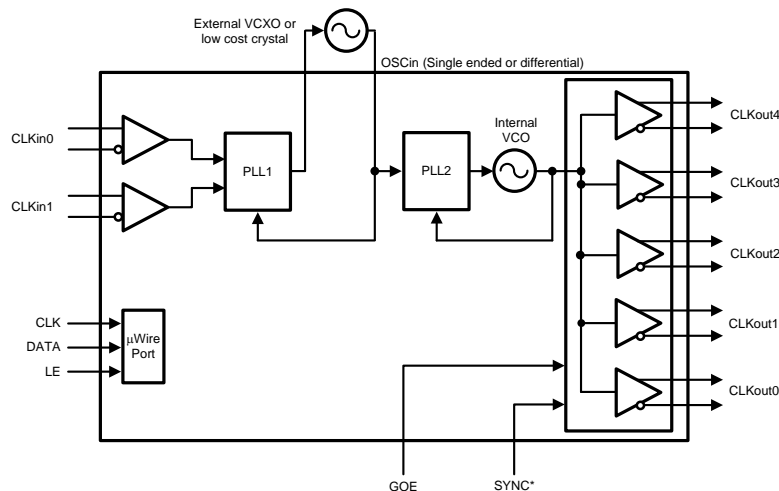 External VCXO or
low cost crystal
OSCin (Single ended or differential)
CLKin0
CLKin1
PLL1
PLL2
Internal
VCO
CLKout4
CLKout3
CLKout2
CLKout1
CLKout0
CLK
DATA
LE
µWire
Port
GOE
SYNC*